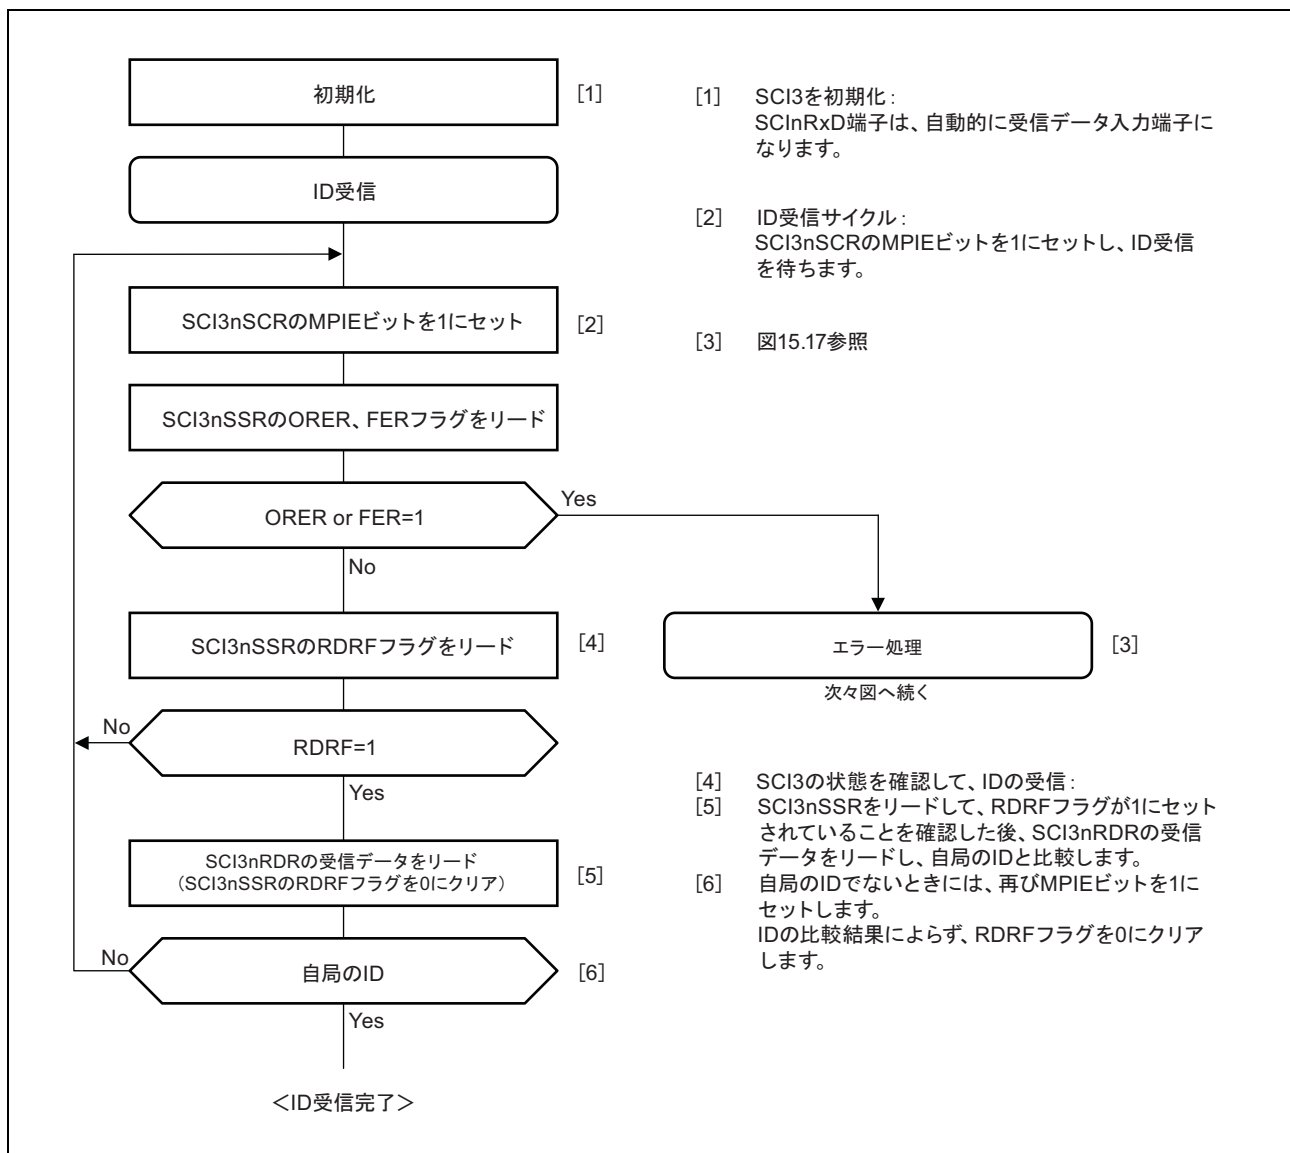 初期化
[1]
ID受信
SCI3nSCRのMPIEビットを1にセット
[2]
SCI3nSSRのORER、FERフラグをリード
ORER or FER=1
Yes
No
SCI3nSSRのRDRFフラグをリード
[4]
エラー処理
[3]
次々図へ続く
No
RDRF=1
Yes
SCI3nRDRの受信データをリード
(SCI3nSSRのRDRFフラグを0にクリア)
[5]
No
自局のID
[6]
Yes
<ID受信完了>
[1] SCI3を初期化:
SCInRxD端子は、自動的に受信データ入力端子に
なります。
[2] ID受信サイクル:
SCI3nSCRのMPIEビットを1にセットし、ID受信
を待ちます。
[3] 図15.17参照
[4] SCI3の状態を確認して、IDの受信:
[5] SCI3nSSRをリードして、RDRFフラグが1にセット
されていることを確認した後、SCI3nRDRの受信
データをリードし、自局のIDと比較します。
[6] 自局のIDでないときには、再びMPIEビットを1に
セットします。
IDの比較結果によらず、RDRFフラグを0にクリア
します。